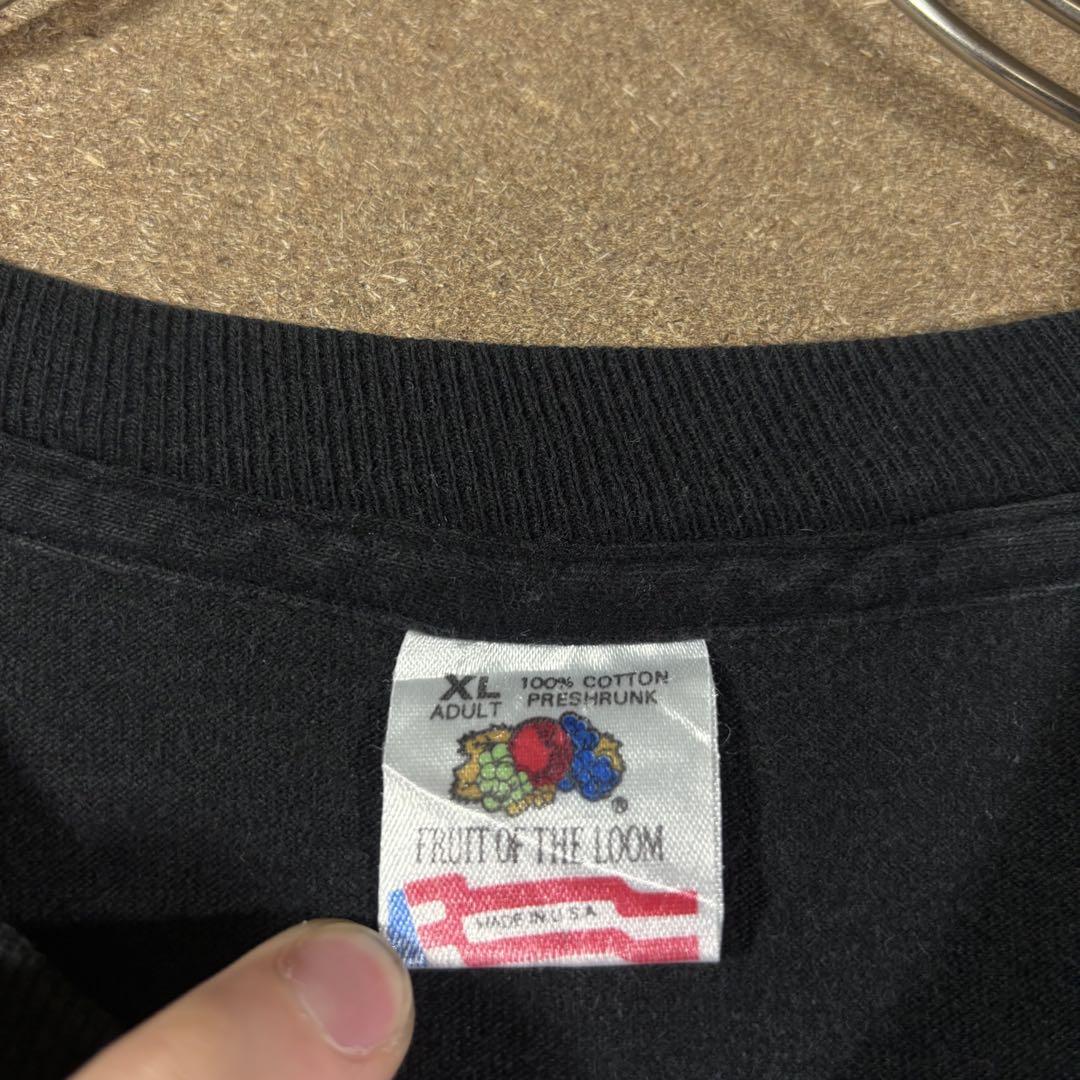 XL 100% COTTON
ADULT PRESHRUNK
®
FRUIT OF THE LOOM
MADE IN U.S.A.